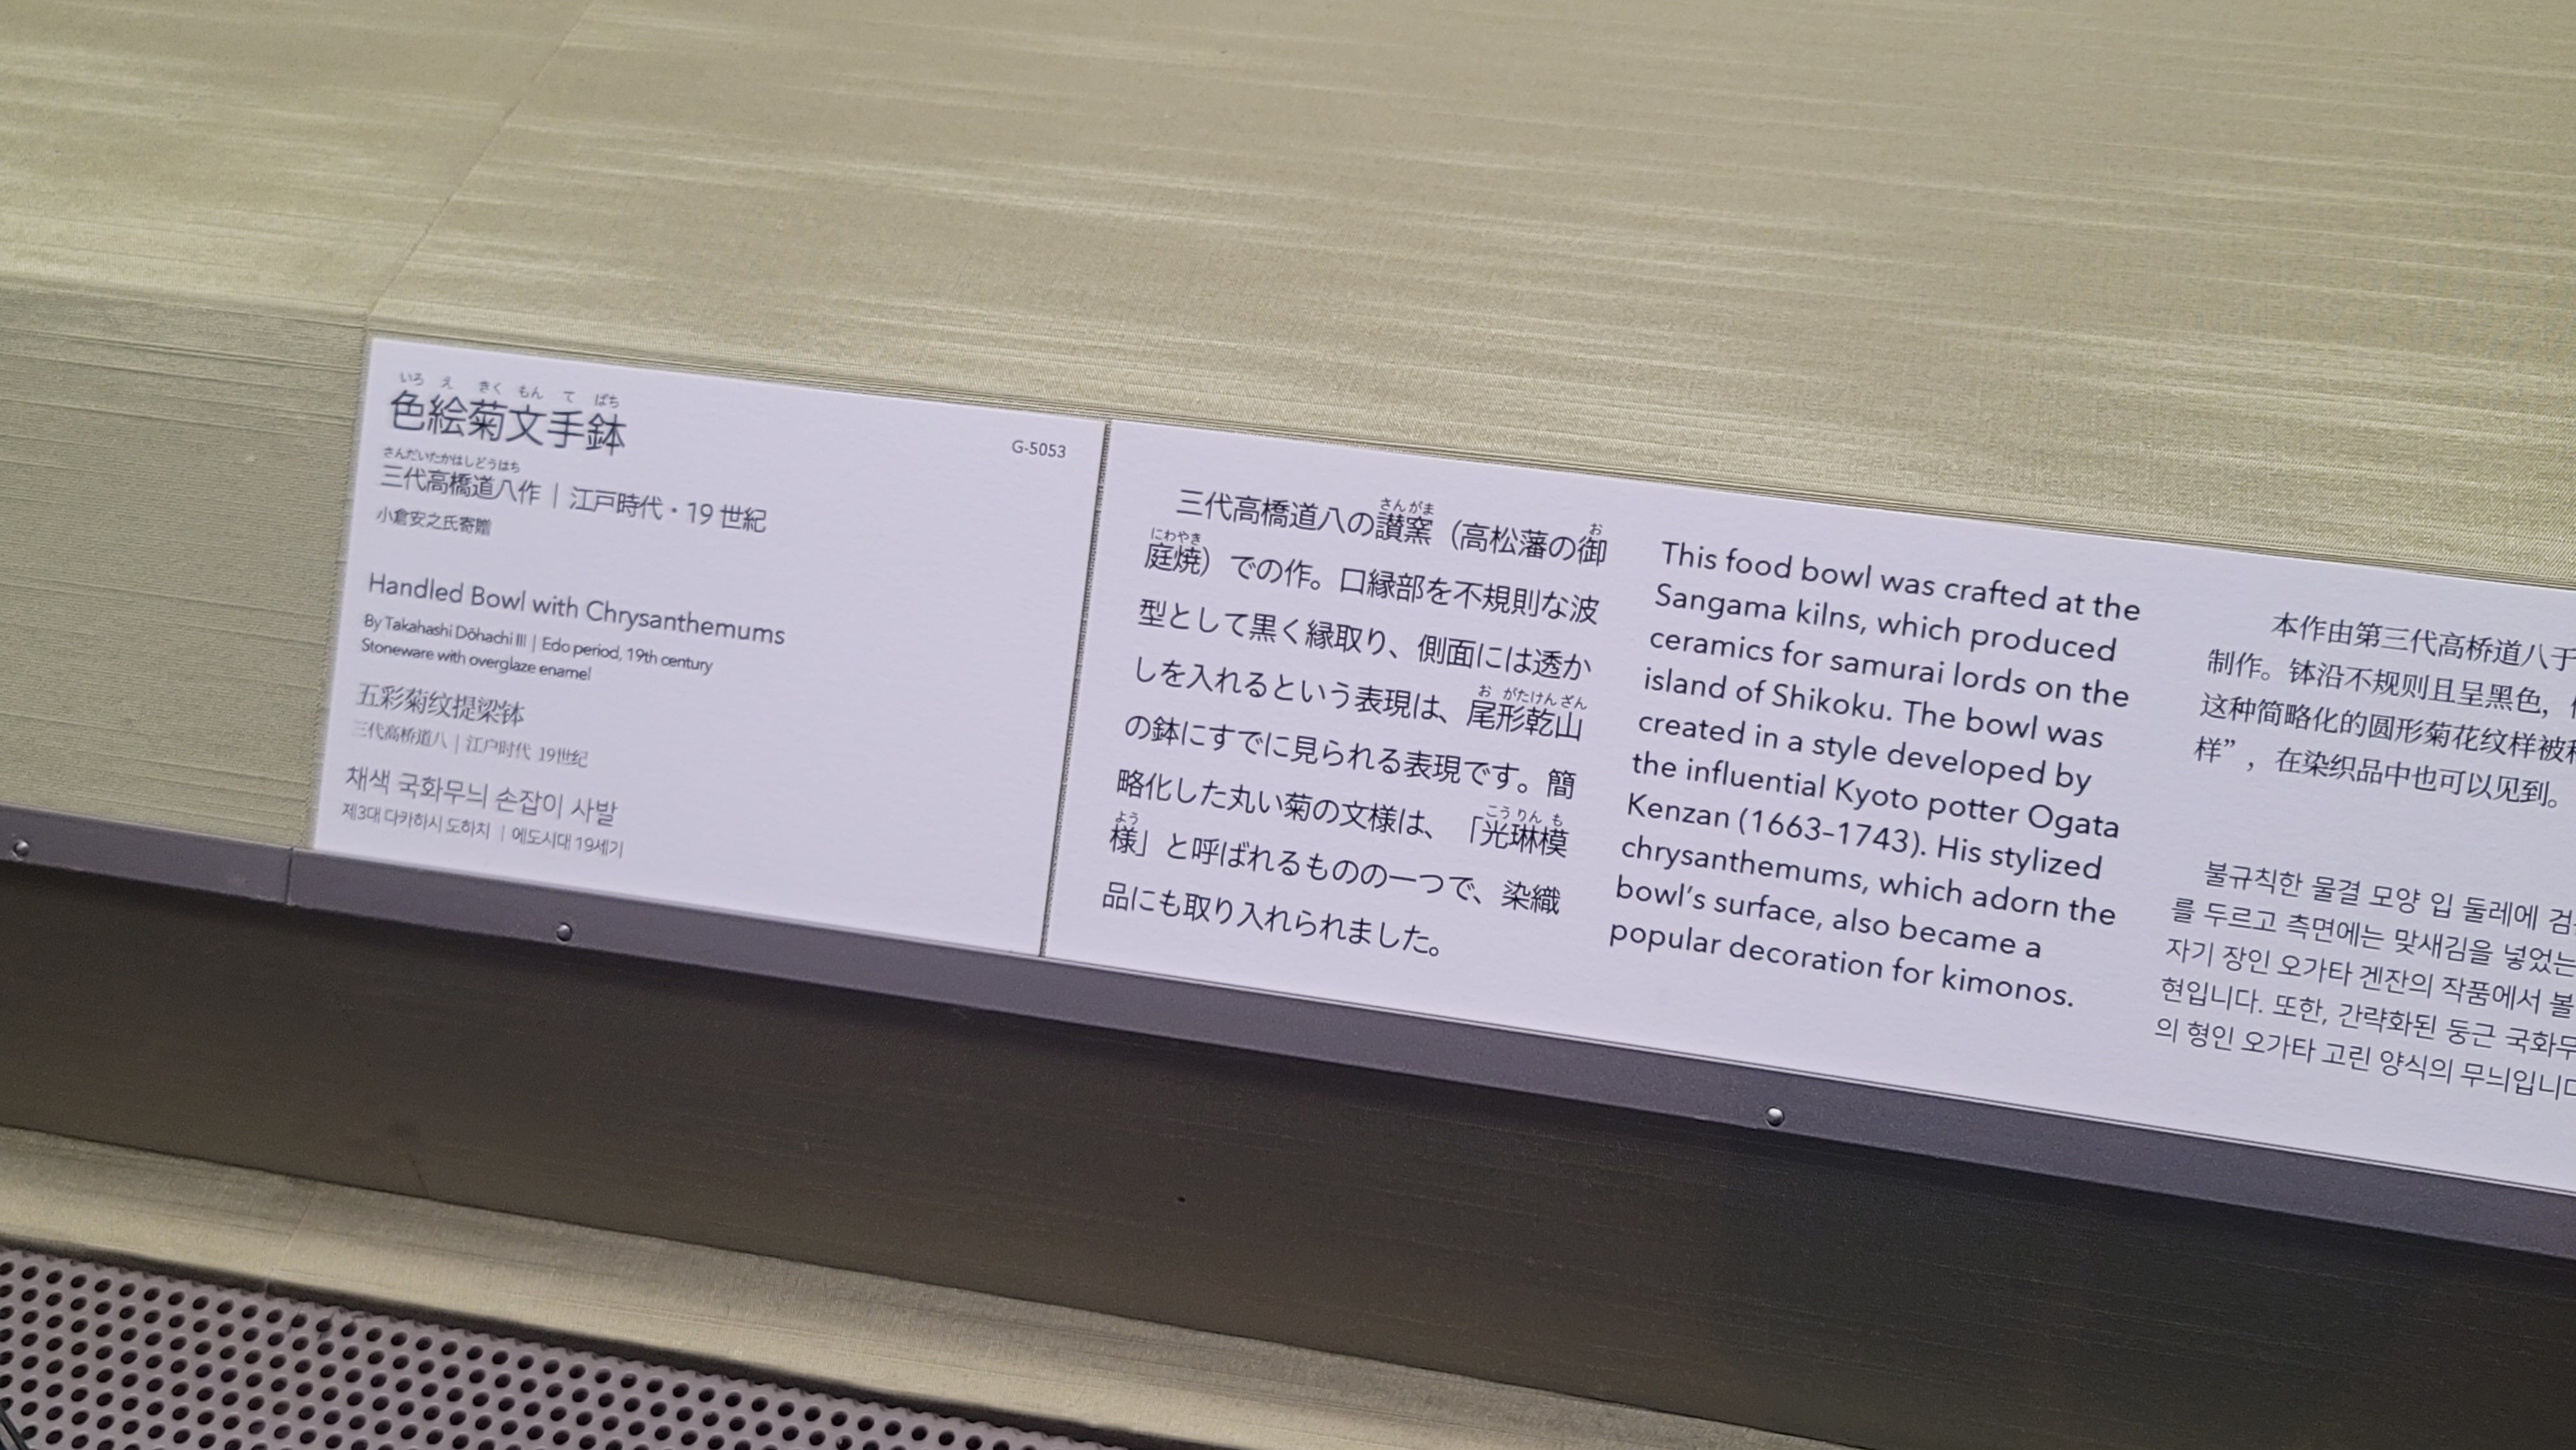 いろ え きく もん て ばち
色絵菊文手鉢
G-5053
さんだいたかはしどうはち
三代高橋道八作｜江戸時代・19世紀
小倉安之氏寄贈
Handled Bowl with Chrysanthemums
By Takahashi Dōhachi III | Edo period, 19th century
Stoneware with overglaze enamel
五彩菊纹提梁钵
三代高桥道八｜江户时代 19世纪
채색 국화무늬 손잡이 사발
제3대 다카하시 도하치 | 에도시대 19세기
さんがま お
三代高橋道八の讃窯（高松藩の御
にわやき
庭焼）での作。口縁部を不規則な波
型として黒く縁取り、側面には透か
しを入れるという表現は、尾形乾山
お がたけんざん
の鉢にすでに見られる表現です。簡
略化した丸い菊の文様は、「光琳模
こうりん も
よう
様」と呼ばれるものの一つで、染織
品にも取り入れられました。
This food bowl was crafted at the
Sangama kilns, which produced
ceramics for samurai lords on the
island of Shikoku. The bowl was
created in a style developed by
the influential Kyoto potter Ogata
Kenzan (1663–1743). His stylized
chrysanthemums, which adorn the
bowl's surface, also became a
popular decoration for kimonos.
本作由第三代高桥道八于
制作。钵沿不规则且呈黑色，
这种简略化的圆形菊花纹样被
样”，在染织品中也可以见到。
불규칙한 물결 모양 입 둘레에
를 두르고 측면에는 맞새김을 넣었는
자기 장인 오가타 겐잔의 작품에서 볼
현입니다. 또한, 간략화된 둥근 국화무
의 형인 오가타 고린 양식의 무늬입니다